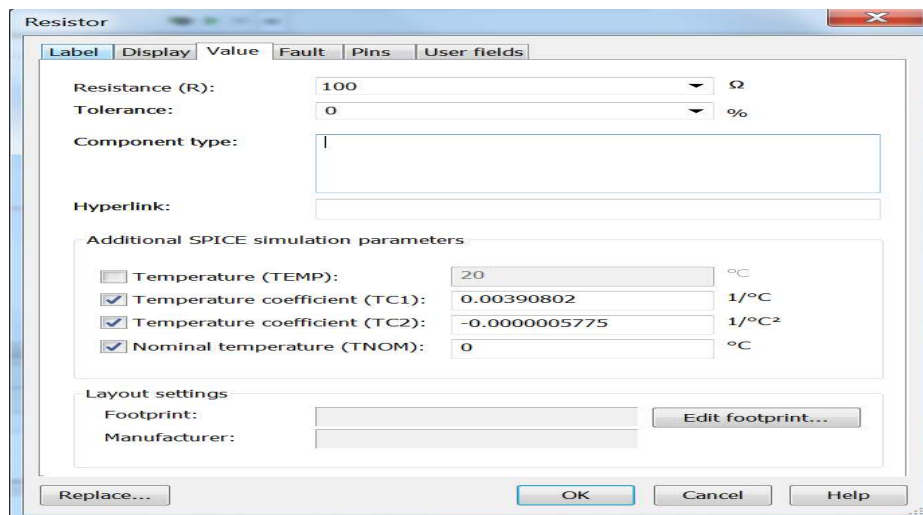 Resistor
Label Display Value Fault Pins User fields
Resistance (R): 100 Ω
Tolerance: 0 %
Component type:
Hyperlink:
Additional SPICE simulation parameters
Temperature (TEMP): 20 °C
Temperature coefficient (TC1): 0.00390802 1/°C
Temperature coefficient (TC2): -0.0000005775 1/°C²
Nominal temperature (TNOM): 0 °C
Layout settings
Footprint: Edit footprint...
Manufacturer:
Replace... OK Cancel Help